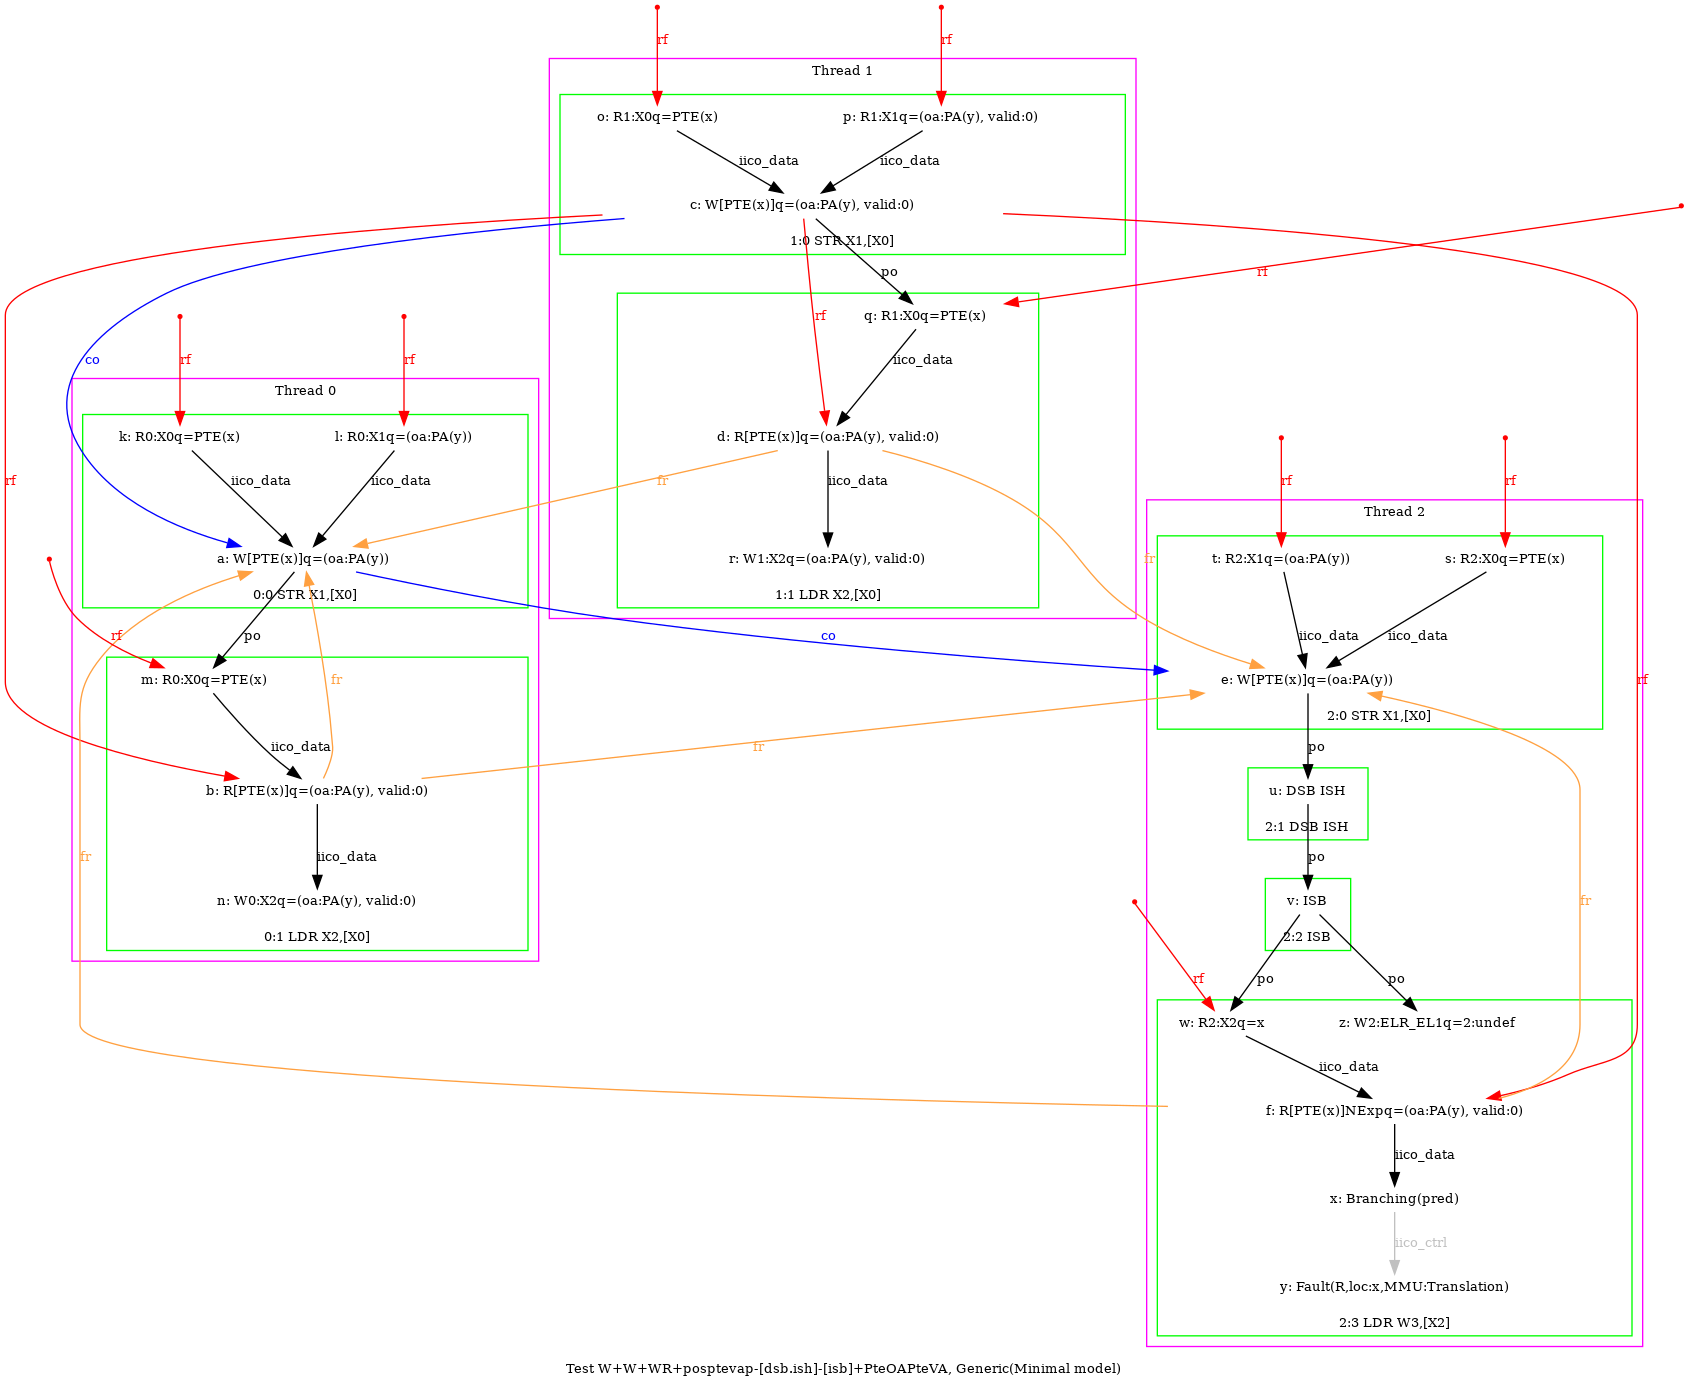 rf
rf
Thread 1
o: R1:X0q=PTE(x)
p: R1:X1q=(oa:PA(y), valid:0)
iico_data
iico_data
c: W[PTE(x)]q=(oa:PA(y), valid:0)
1:0 STR X1,[X0]
po
rf
rf
q: R1:X0q=PTE(x)
iico_data
d: R[PTE(x)]q=(oa:PA(y), valid:0)
iico_data
r: W1:X2q=(oa:PA(y), valid:0)
1:1 LDR X2,[X0]
co
rf
rf
rf
Thread 0
k: R0:X0q=PTE(x)
l: R0:X1q=(oa:PA(y))
iico_data
iico_data
a: W[PTE(x)]q=(oa:PA(y))
0:0 STR X1,[X0]
rf
po
fr
fr
m: R0:X0q=PTE(x)
iico_data
b: R[PTE(x)]q=(oa:PA(y), valid:0)
iico_data
n: W0:X2q=(oa:PA(y), valid:0)
0:1 LDR X2,[X0]
fr
co
fr
fr
rf
rf
Thread 2
t: R2:X1q=(oa:PA(y))
s: R2:X0q=PTE(x)
iico_data
iico_data
e: W[PTE(x)]q=(oa:PA(y))
2:0 STR X1,[X0]
rf
po
u: DSB ISH
2:1 DSB ISH
po
v: ISB
2:2 ISB
fr
rf
po
po
w: R2:X2q=x
z: W2:ELR_EL1q=2:undef
iico_data
f: R[PTE(x)]NExpq=(oa:PA(y), valid:0)
iico_data
x: Branching(pred)
iico_ctrl
y: Fault(R,loc:x,MMU:Translation)
2:3 LDR W3,[X2]
Test W+W+WR+posptevap-[dsb.ish]-[isb]+PteOAPteVA, Generic(Minimal model)